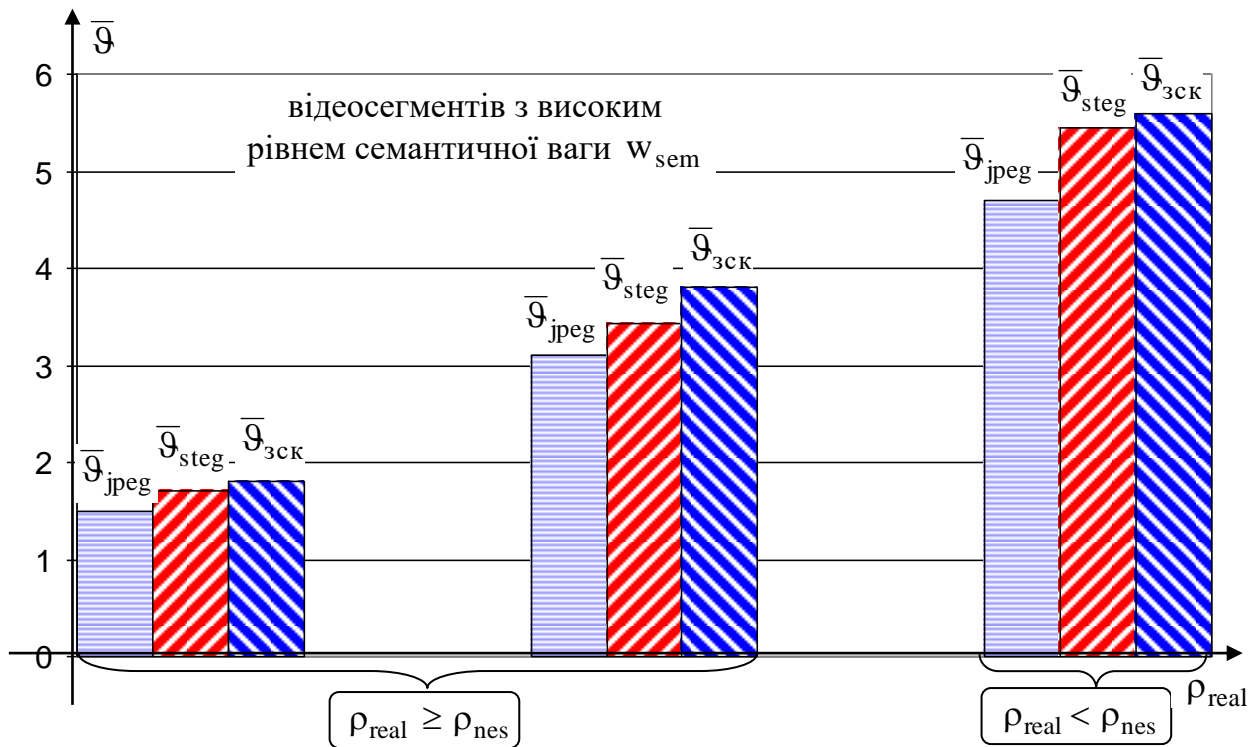 ϑ̅
6
відеосегментів з високим
рівнем семантичної ваги w_sem
ϑ̅_steg ϑ̅_зск
5
ϑ̅_jpeg
4
ϑ̅_зск
ϑ̅_steg
ϑ̅_jpeg
3
2
ϑ̅_jpeg ϑ̅_steg ϑ̅_зск
1
0
ρ_real ≥ ρ_nes
ρ_real < ρ_nes
ρ_real